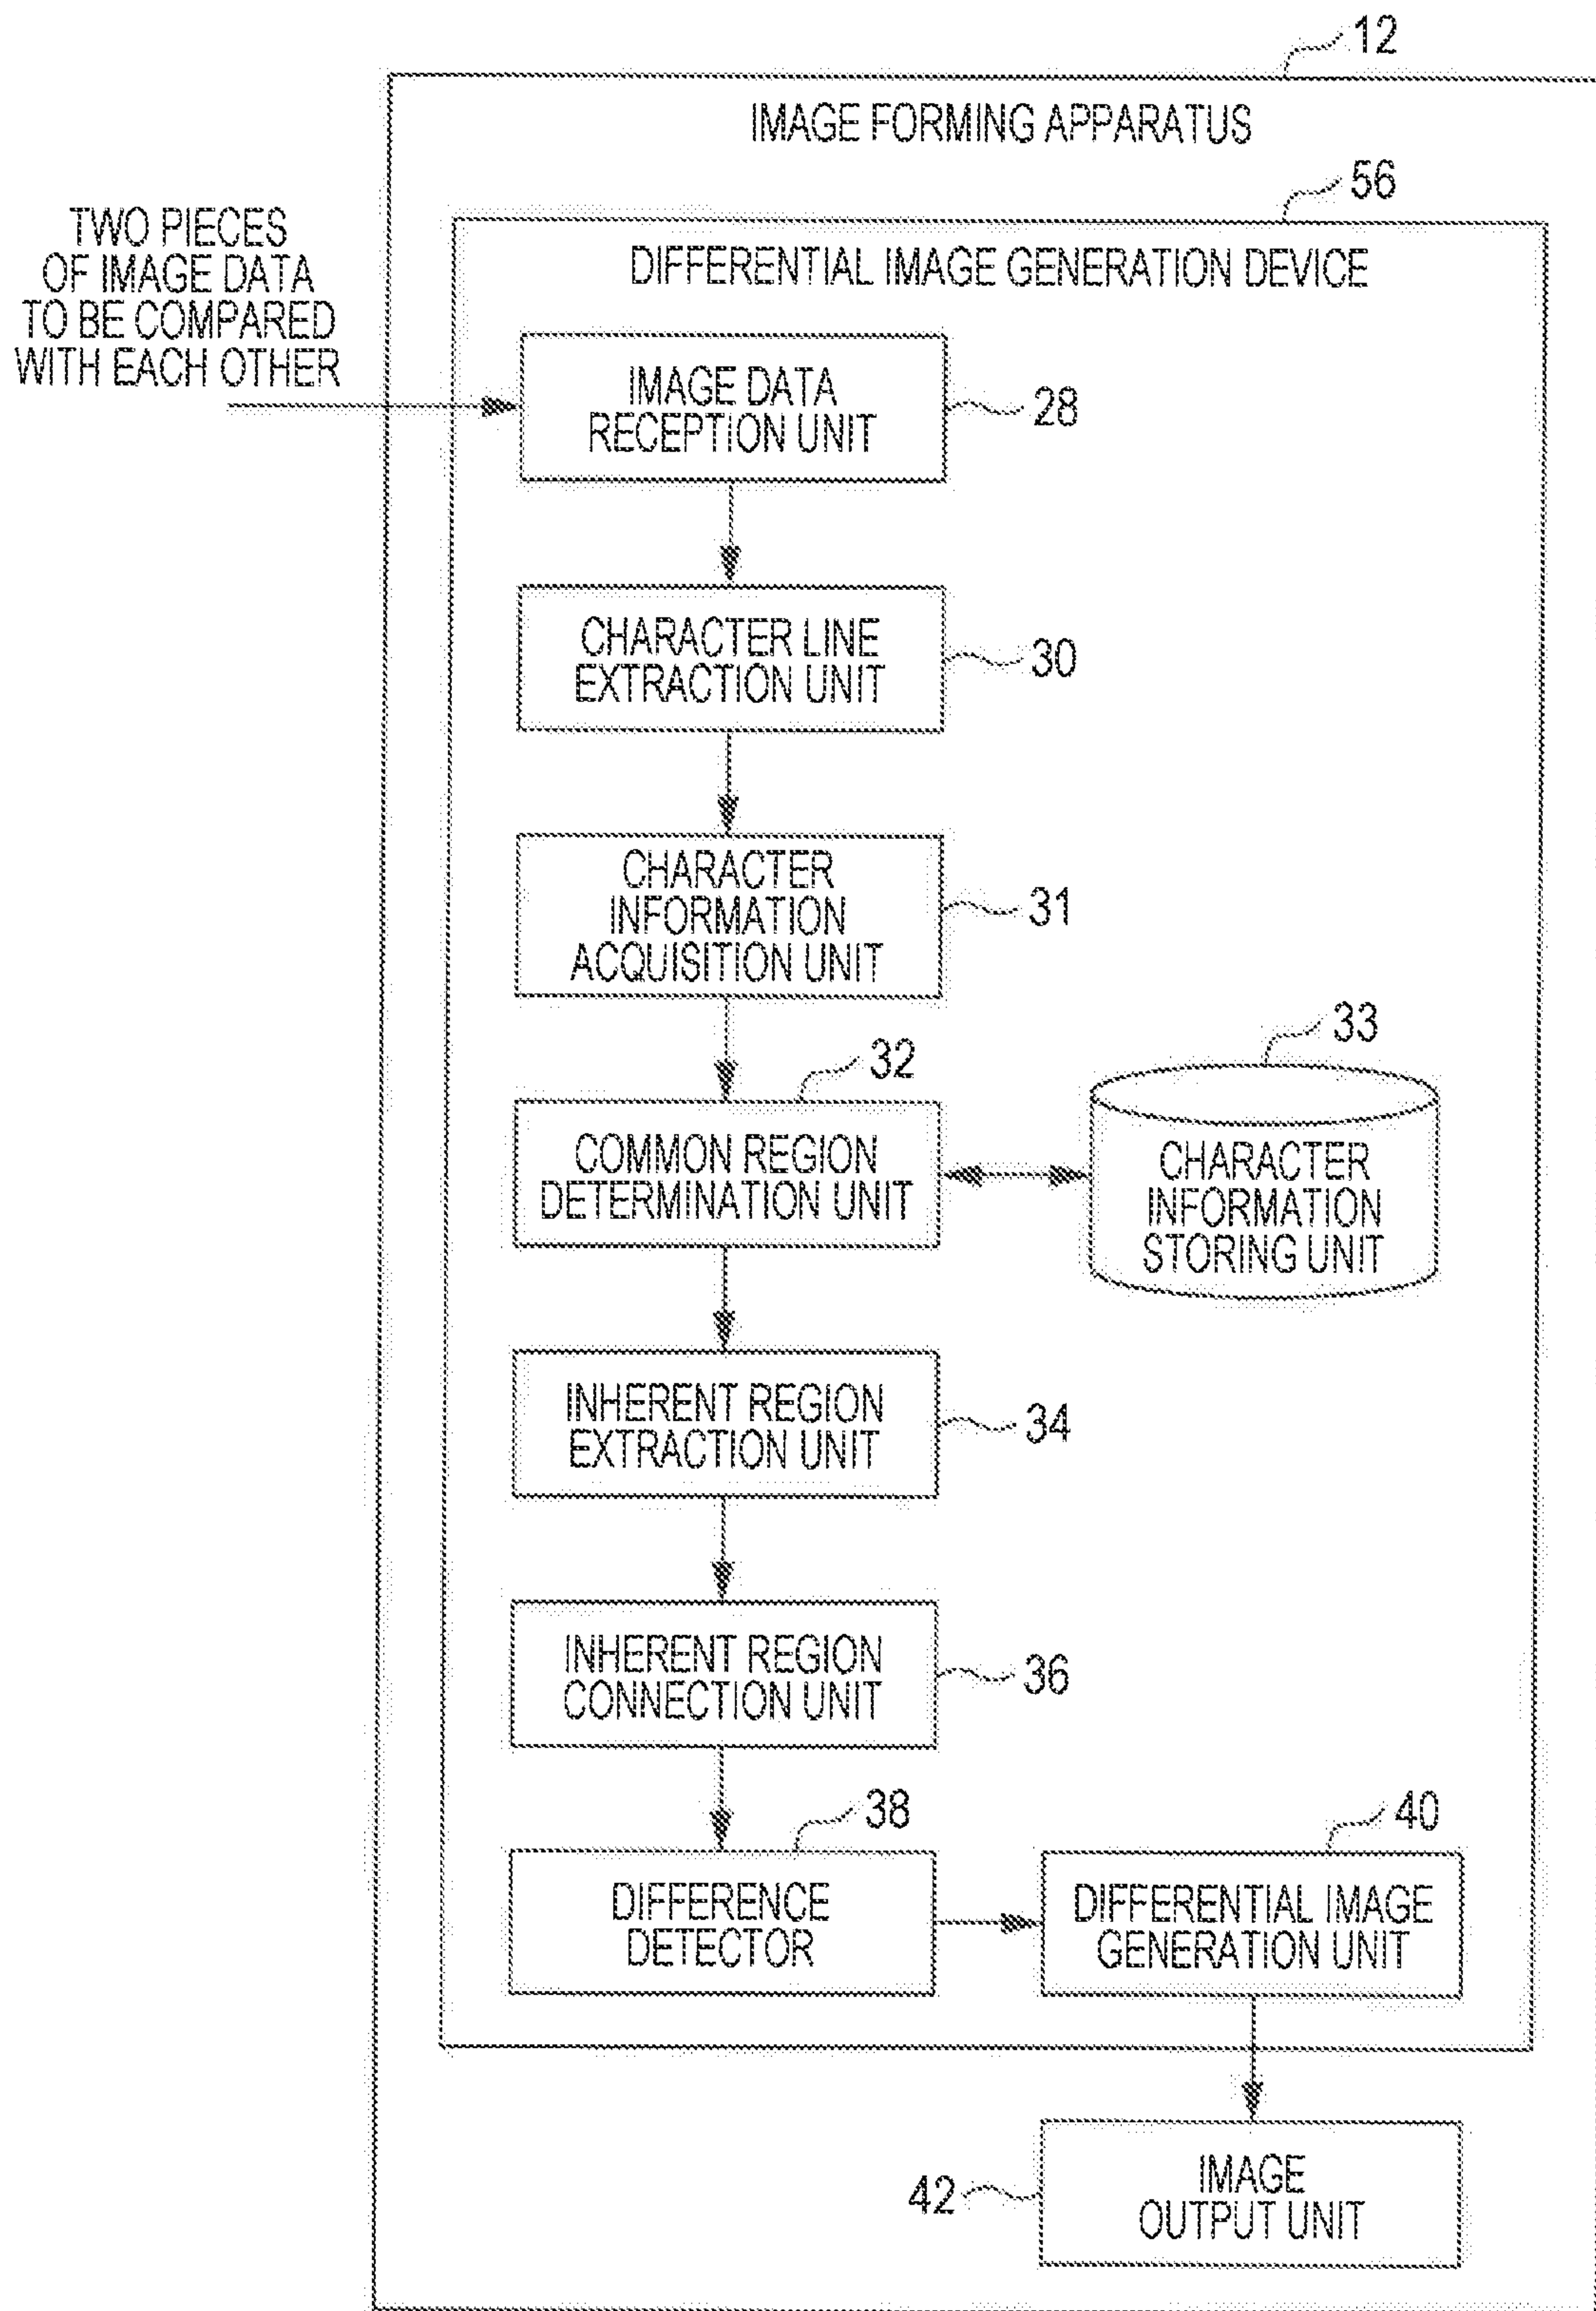 12
IMAGE FORMING APPARATUS
56
DIFFERENTIAL IMAGE GENERATION DEVICE
TWO PIECES
OF IMAGE DATA
TO BE COMPARED
WITH EACH OTHER
IMAGE DATA
RECEPTION UNIT
28
CHARACTER LINE
EXTRACTION UNIT
30
CHARACTER
INFORMATION
ACQUISITION UNIT
31
32
COMMON REGION
DETERMINATION UNIT
33
CHARACTER
INFORMATION
STORING UNIT
INHERENT REGION
EXTRACTION UNIT
34
INHERENT REGION
CONNECTION UNIT
36
38
DIFFERENCE
DETECTOR
40
DIFFERENTIAL IMAGE
GENERATION UNIT
42
IMAGE
OUTPUT UNIT